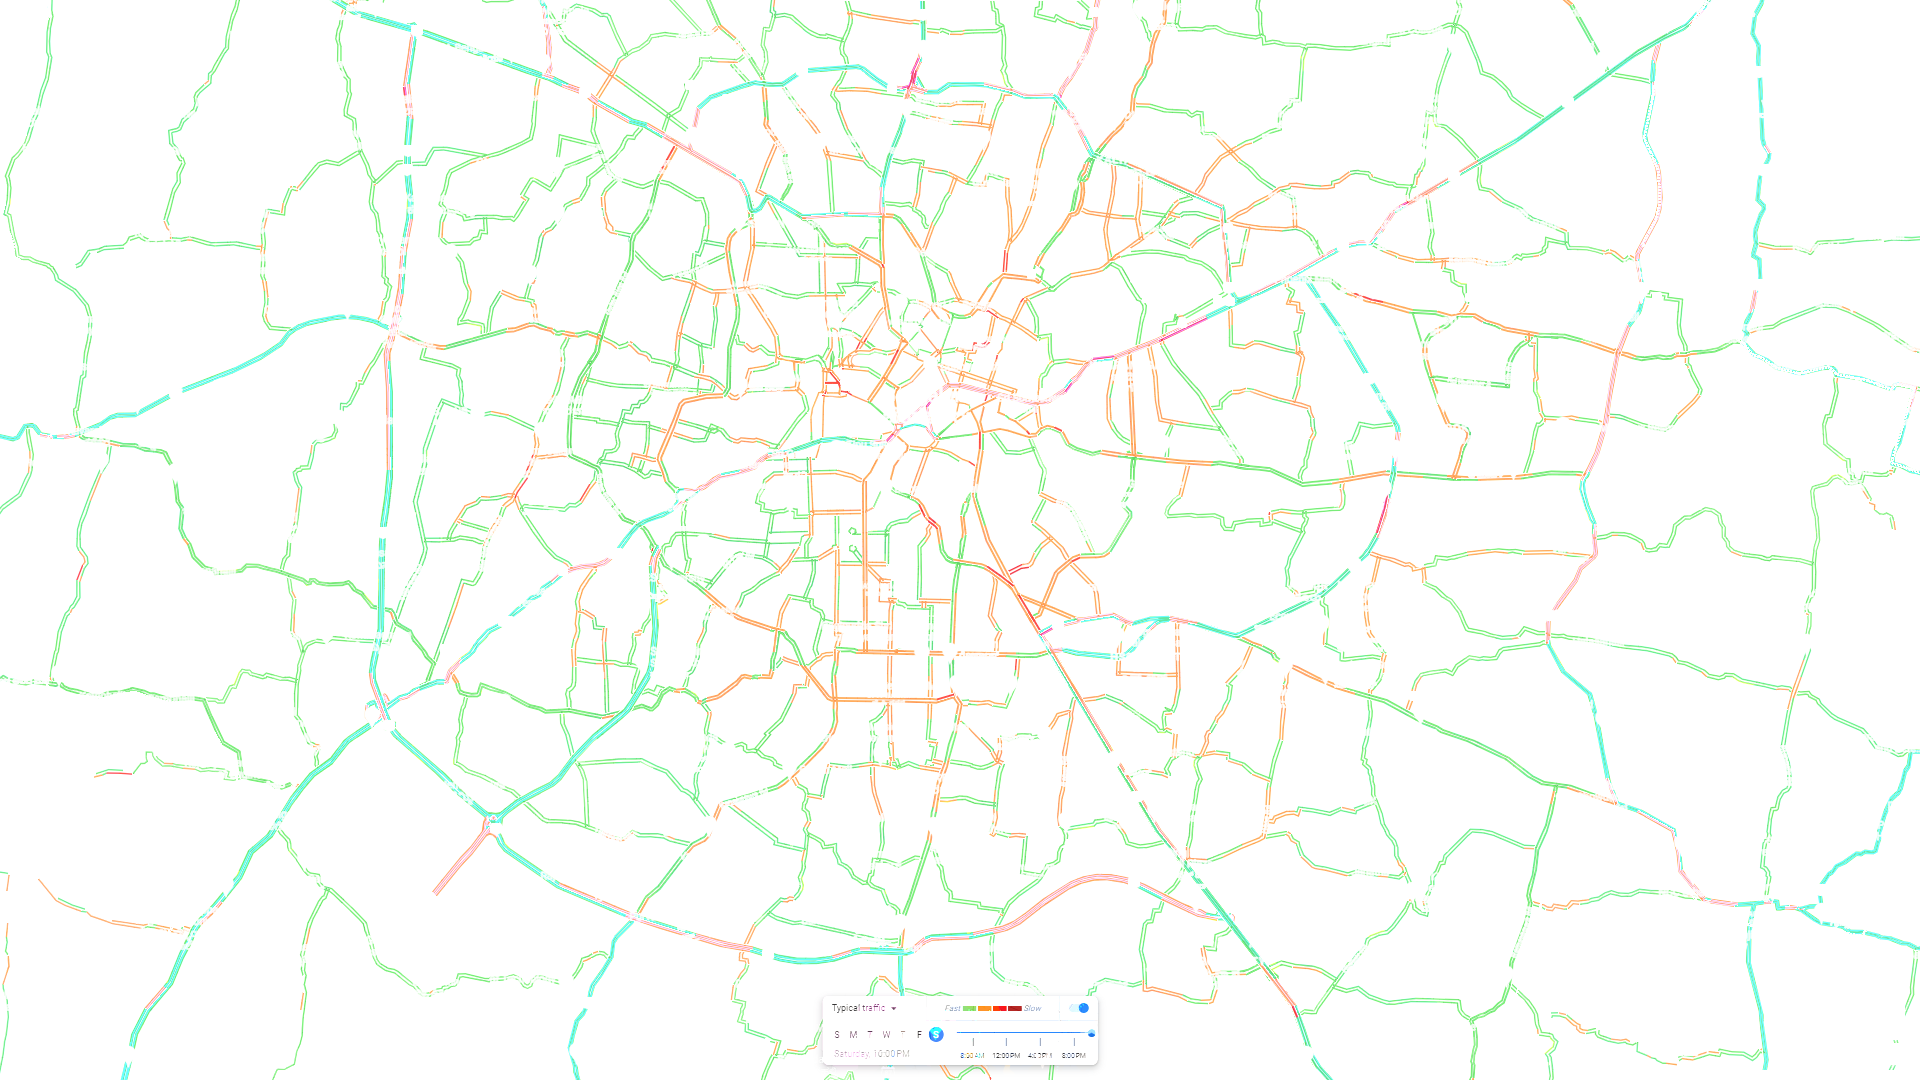 Typical traffic
Fast Slow
S M T W T F S
Saturday, 10:00 PM
8:00 AM 12:00 PM 4:00 PM 8:00 PM